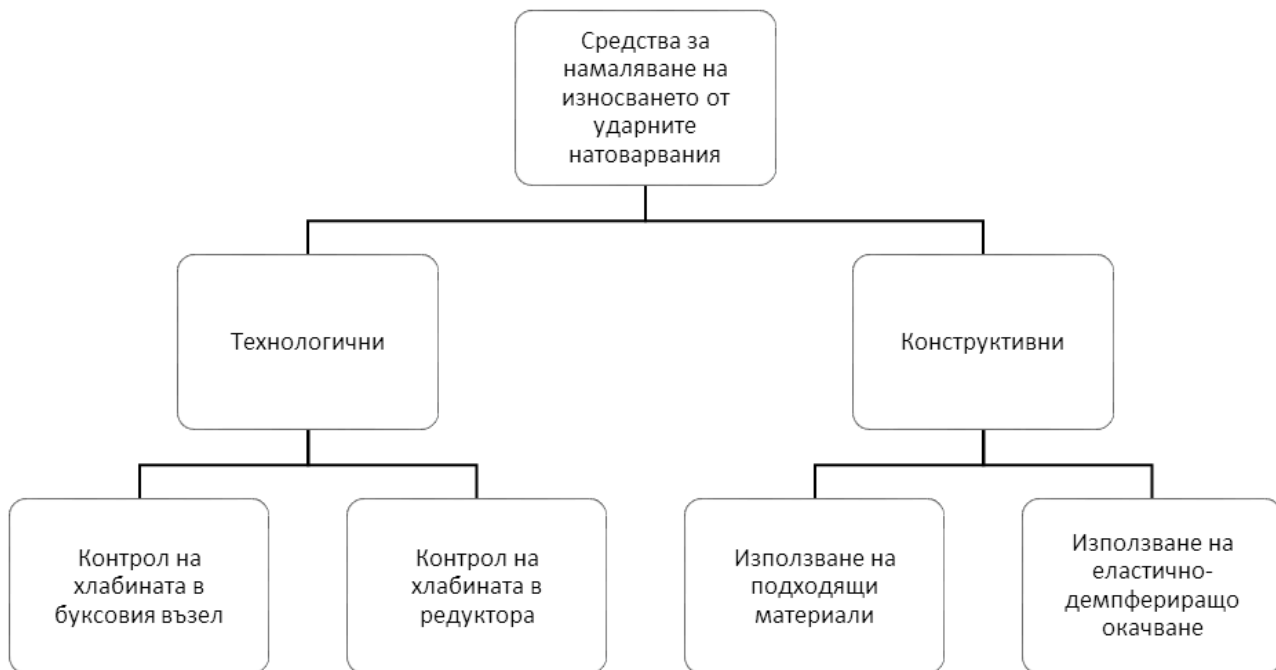 Средства за
намаляване на
износването от
ударните
натоварвания
Технологични
Конструктивни
Контрол на
хлабината в
буксовия възел
Контрол на
хлабината в
редуктора
Използване на
подходящи
материали
Използване на
еластично-
демпфериращо
окачване